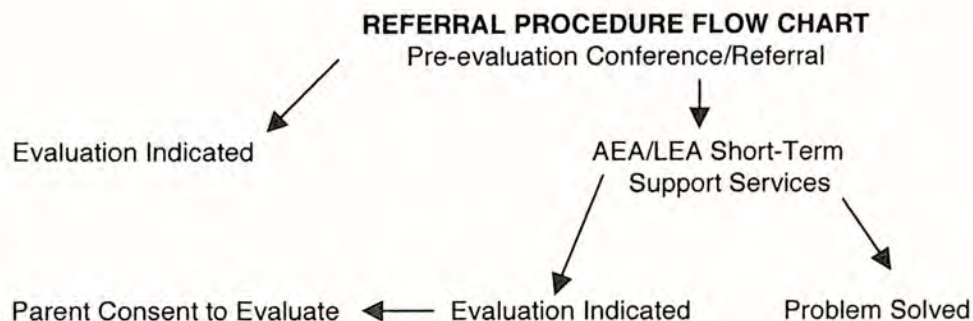 REFERRAL PROCEDURE FLOW CHART
Pre-evaluation Conference/Referral
Evaluation Indicated
AEA/LEA Short-Term
Support Services
Parent Consent to Evaluate
Evaluation Indicated
Problem Solved